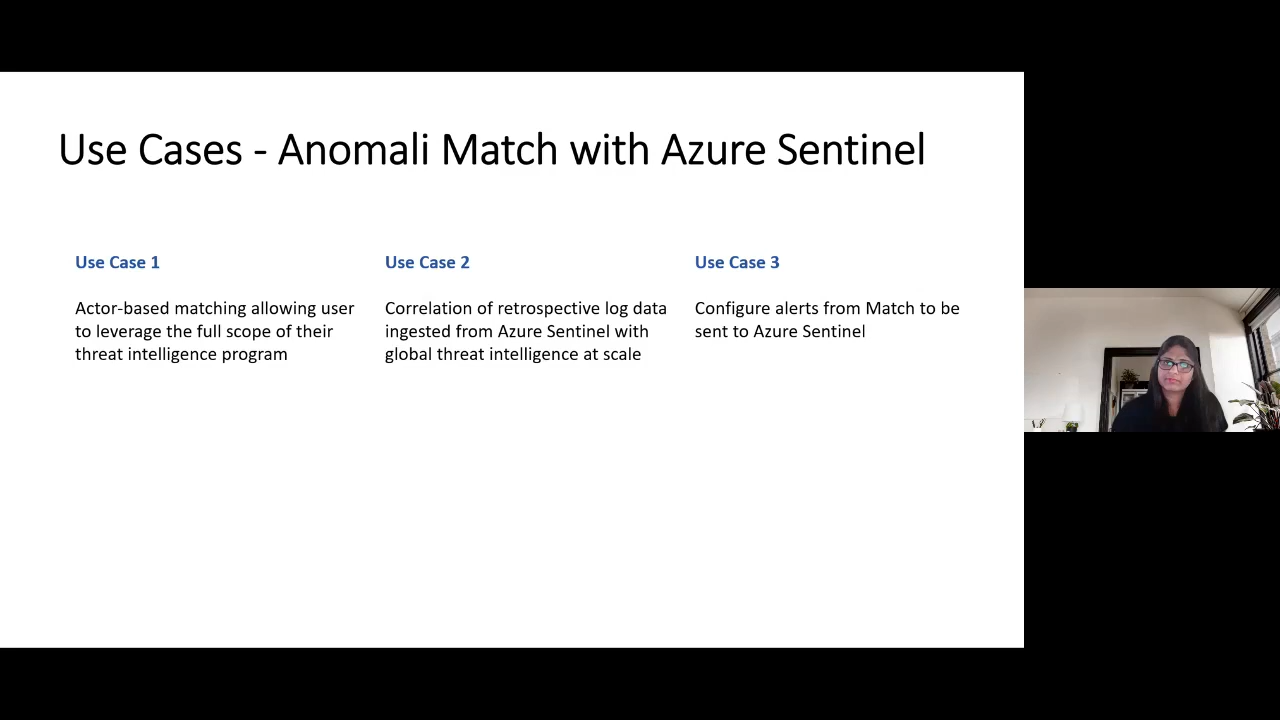 Use Cases - Anomali Match with Azure Sentinel
Use Case 1
Actor-based matching allowing user
to leverage the full scope of their
threat intelligence program
Use Case 2
Correlation of retrospective log data
ingested from Azure Sentinel with
global threat intelligence at scale
Use Case 3
Configure alerts from Match to be
sent to Azure Sentinel